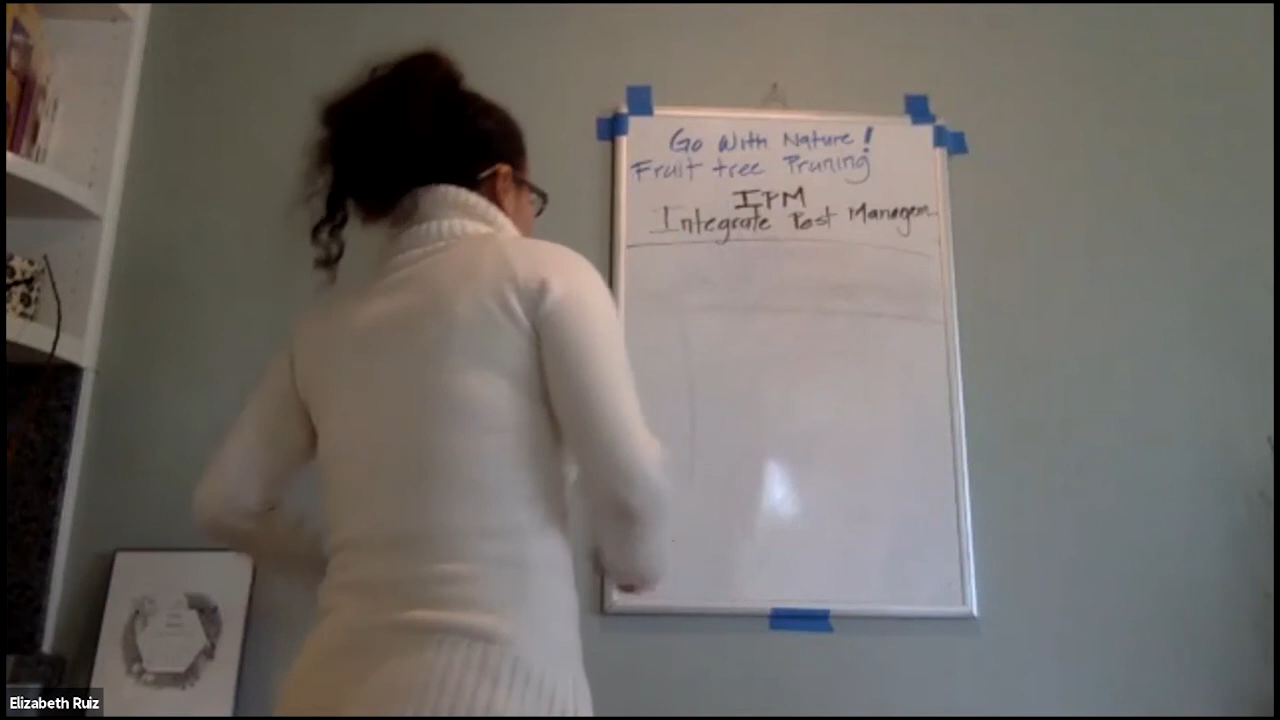 Go With Nature!
Fruit tree Pruning
IPM
Integrate Pest Managem
Elizabeth Ruiz